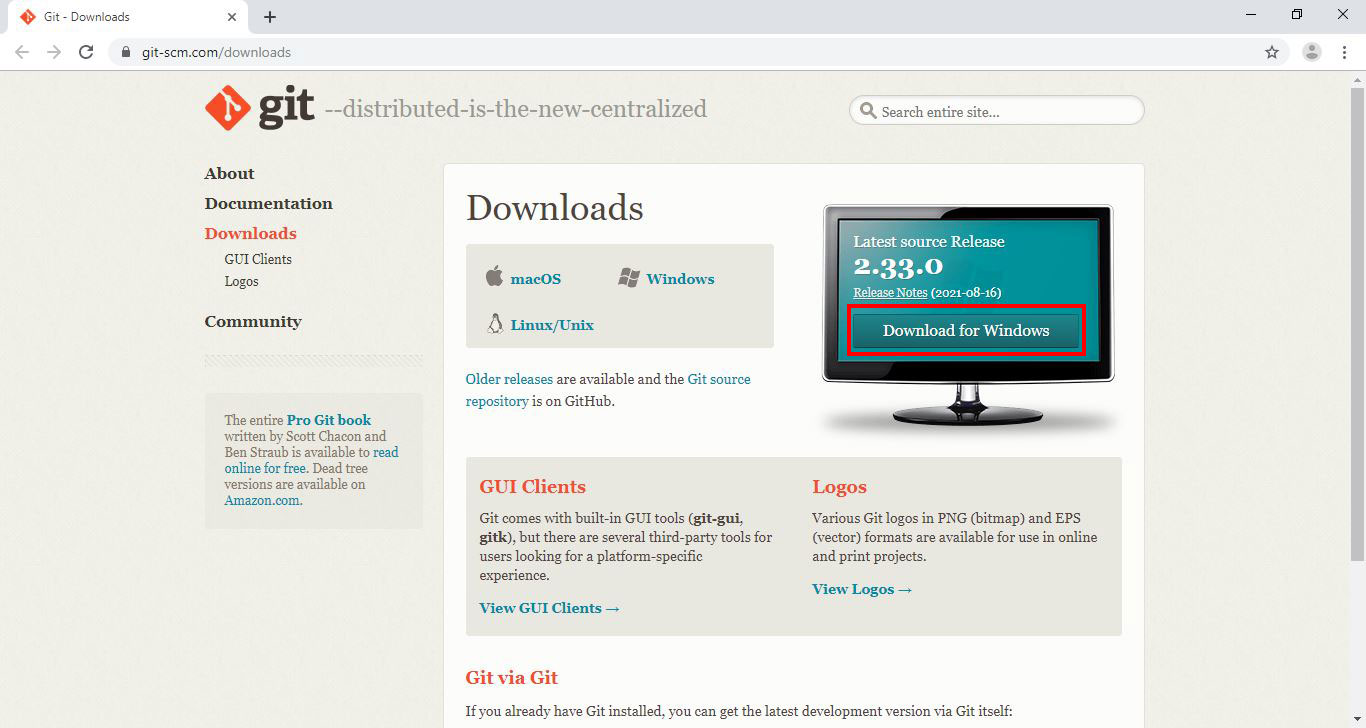 Git - Downloads
git-scm.com/downloads
git --distributed-is-the-new-centralized
Search entire site...
About
Documentation
Downloads
GUI Clients
Logos
Community
The entire Pro Git book
written by Scott Chacon and
Ben Straub is available to read
online for free. Dead tree
versions are available on
Amazon.com.
Downloads
macOS
Windows
Linux/Unix
Older releases are available and the Git source
repository is on GitHub.
Latest source Release
2.33.0
Release Notes (2021-08-16)
Download for Windows
GUI Clients
Git comes with built-in GUI tools (git-gui,
gitk), but there are several third-party tools for
users looking for a platform-specific
experience.
View GUI Clients →
Logos
Various Git logos in PNG (bitmap) and EPS
(vector) formats are available for use in online
and print projects.
View Logos →
Git via Git
If you already have Git installed, you can get the latest development version via Git itself: